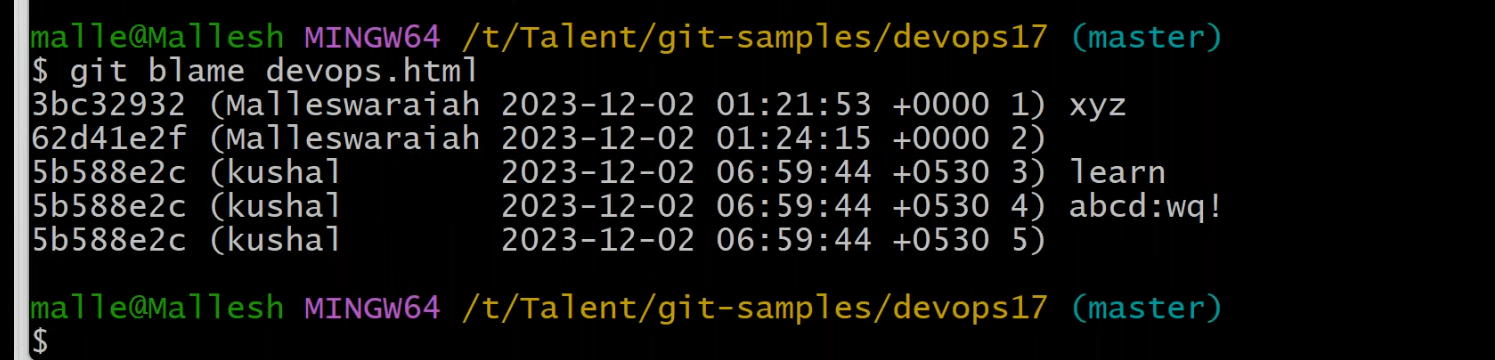 malle@Mallesh MINGW64 /t/Talent/git-samples/devops17 (master)
$ git blame devops.html
3bc32932 (Malleswaraiah 2023-12-02 01:21:53 +0000 1) xyz
62d41e2f (Malleswaraiah 2023-12-02 01:24:15 +0000 2)
5b588e2c (kushal        2023-12-02 06:59:44 +0530 3) learn
5b588e2c (kushal        2023-12-02 06:59:44 +0530 4) abcd:wq!
5b588e2c (kushal        2023-12-02 06:59:44 +0530 5)
malle@Mallesh MINGW64 /t/Talent/git-samples/devops17 (master)
$